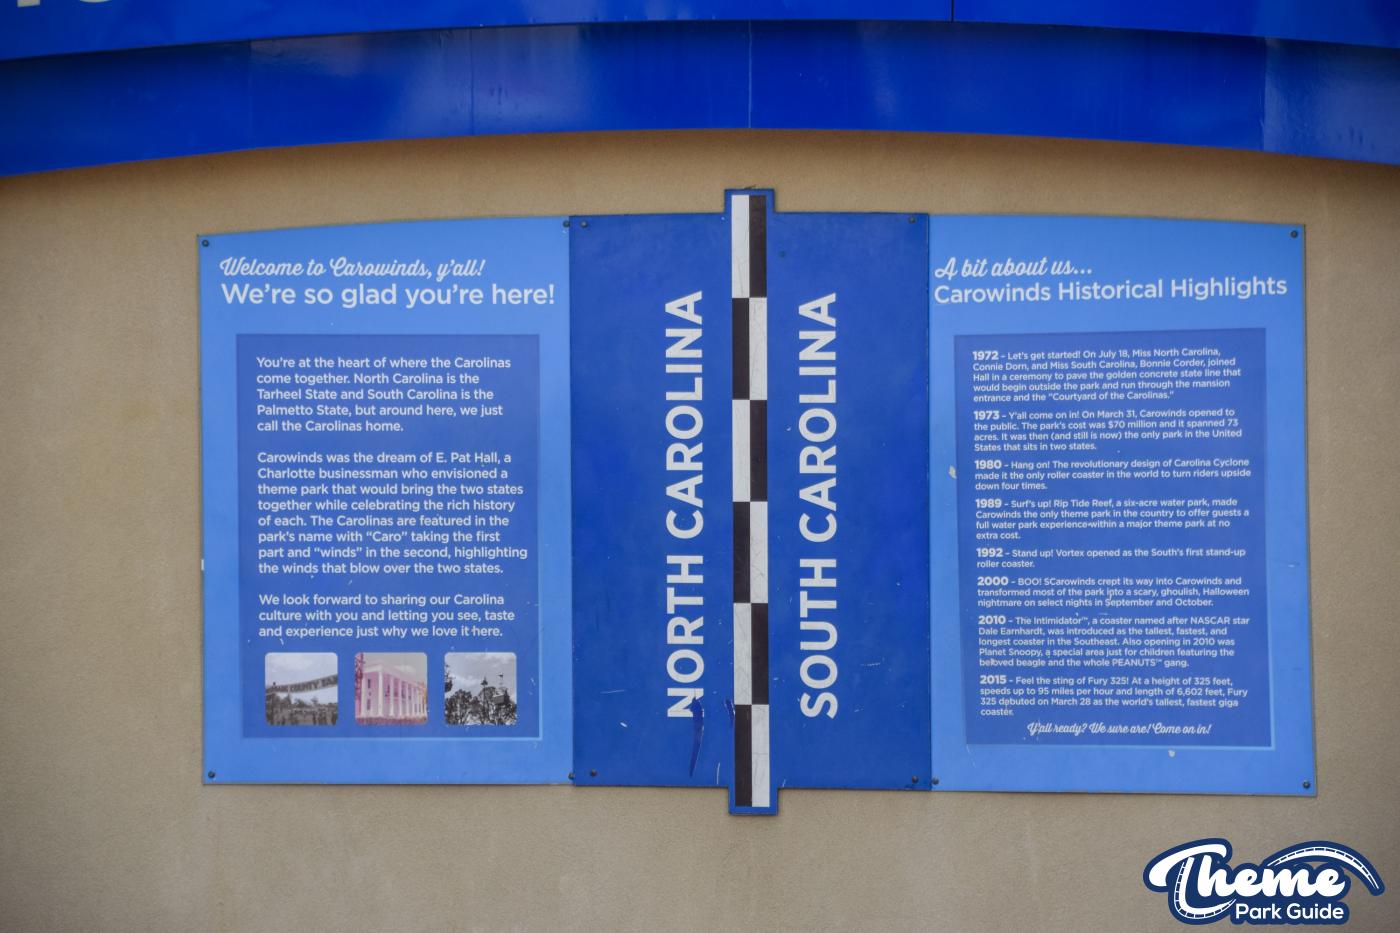 Welcome to Carowinds, y'all!
We're so glad you're here!
You're at the heart of where the Carolinas
come together. North Carolina is the
Tarheel State and South Carolina is the
Palmetto State, but around here, we just
call the Carolinas home.
Carowinds was the dream of E. Pat Hall, a
Charlotte businessman who envisioned a
theme park that would bring the two states
together while celebrating the rich history
of each. The Carolinas are featured in the
park's name with "Caro" taking the first
part and "winds" in the second, highlighting
the winds that blow over the two states.
We look forward to sharing our Carolina
culture with you and letting you see, taste
and experience just why we love it here.
NORTH CAROLINA
SOUTH CAROLINA
A bit about us...
Carowinds Historical Highlights
1972 - Let's get started! On July 18, Miss North Carolina,
Connie Dorn, and Miss South Carolina, Bonnie Corder, joined
Hall in a ceremony to pave the golden concrete state line that
would begin outside the park and run through the mansion
entrance and the "Courtyard of the Carolinas."
1973 - Y'all come on in! On March 31, Carowinds opened to
the public. The park's cost was $70 million and it spanned 73
acres. It was then (and still is now) the only park in the United
States that sits in two states.
1980 - Hang on! The revolutionary design of Carolina Cyclone
made it the only roller coaster in the world to turn riders upside
down four times.
1989 - Surf's up! Rip Tide Reef, a six-acre water park, made
Carowinds the only theme park in the country to offer guests a
full water park experience within a major theme park at no
extra cost.
1992 - Stand up! Vortex opened as the South's first stand-up
roller coaster.
2000 - BOO! SCarowinds crept its way into Carowinds and
transformed most of the park into a scary, ghoulish, Halloween
nightmare on select nights in September and October.
2010 - The Intimidator™, a coaster named after NASCAR star
Dale Earnhardt, was introduced as the tallest, fastest, and
longest coaster in the Southeast. Also opening in 2010 was
Planet Snoopy, a special area just for children featuring the
beloved beagle and the whole PEANUTS™ gang.
2015 - Feel the sting of Fury 325! At a height of 325 feet,
speeds up to 95 miles per hour and length of 6,602 feet, Fury
325 debuted on March 28 as the world's tallest, fastest giga
coaster.
Y'all ready? We sure are! Come on in!
Theme
Park Guide